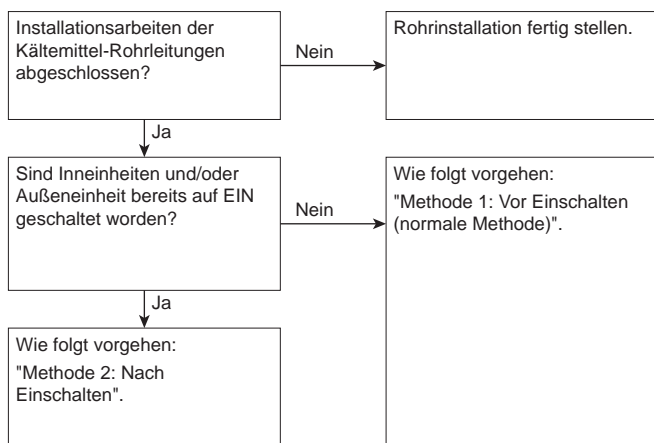 Installationsarbeiten der
Kältemittel-Rohrleitungen
abgeschlossen?
Nein
Rohrinstallation fertig stellen.
Ja
Sind Inneinheiten und/oder
Außeneinheit bereits auf EIN
geschaltet worden?
Nein
Wie folgt vorgehen:
"Methode 1: Vor Einschalten
(normale Methode)".
Ja
Wie folgt vorgehen:
"Methode 2: Nach
Einschalten".